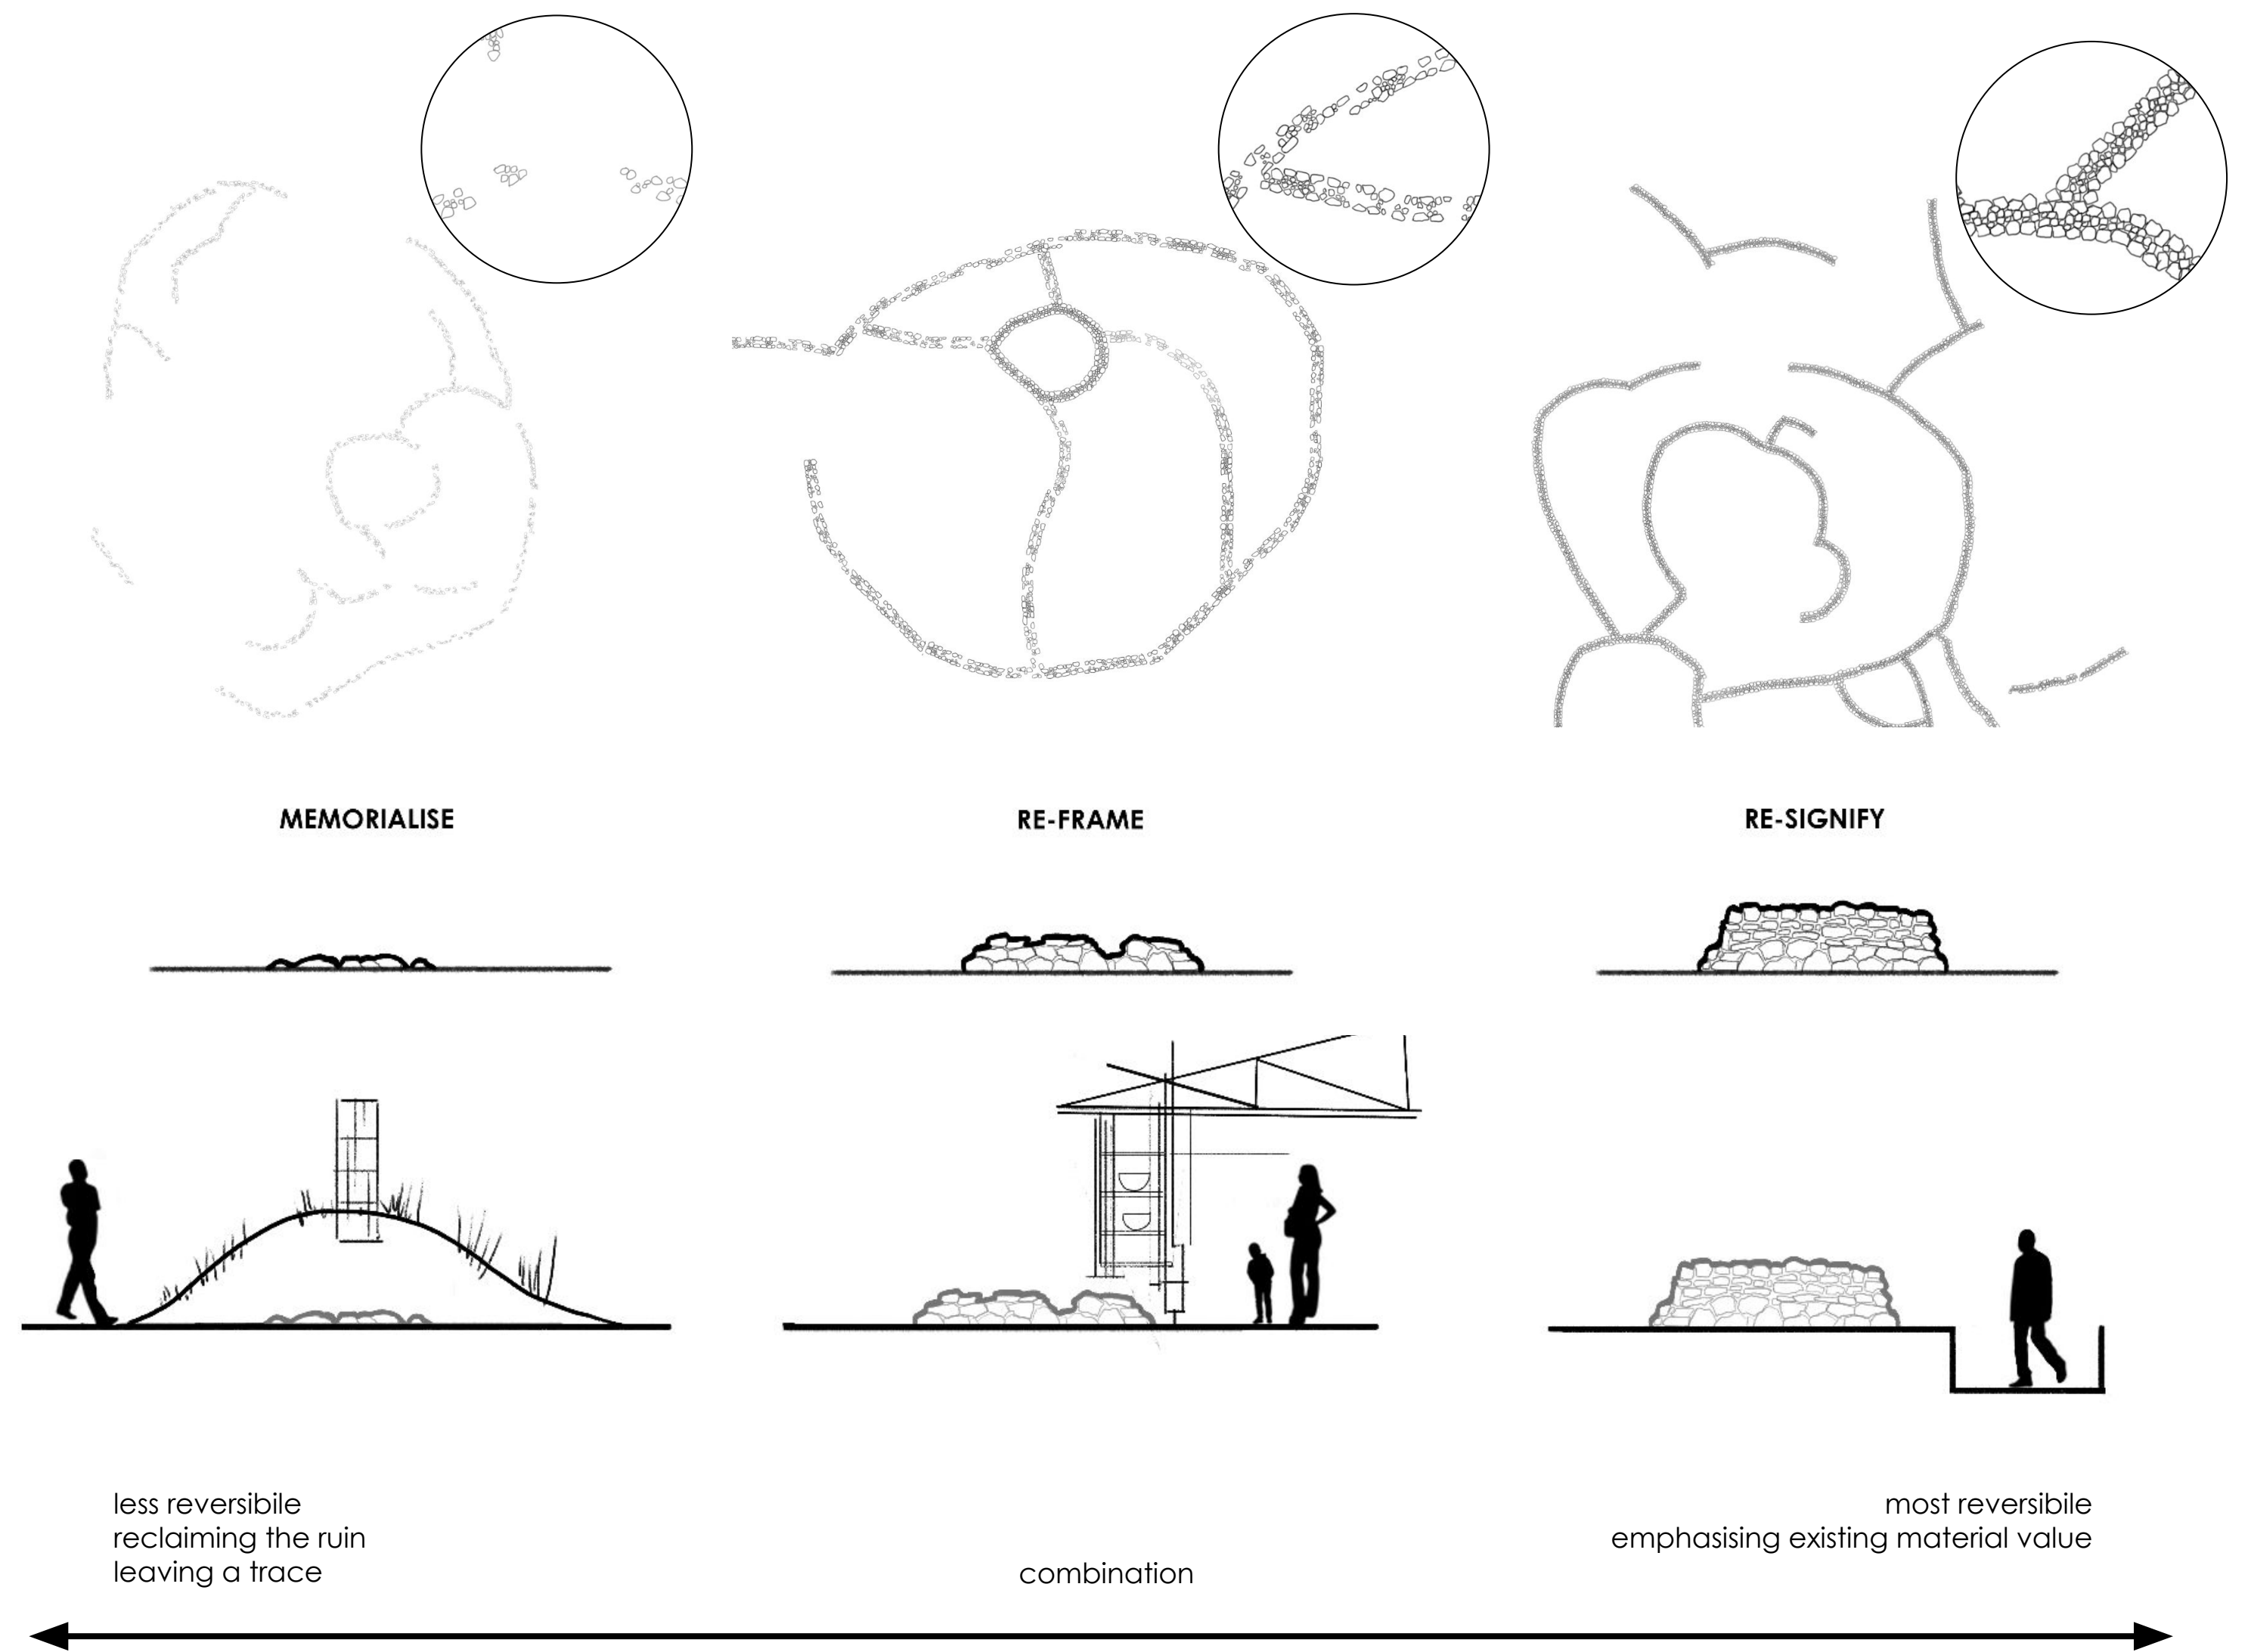 MEMORIALISE
RE-FRAME
RE-SIGNIFY
less reversibile
reclaiming the ruin
leaving a trace
combination
most reversibile
emphasising existing material value